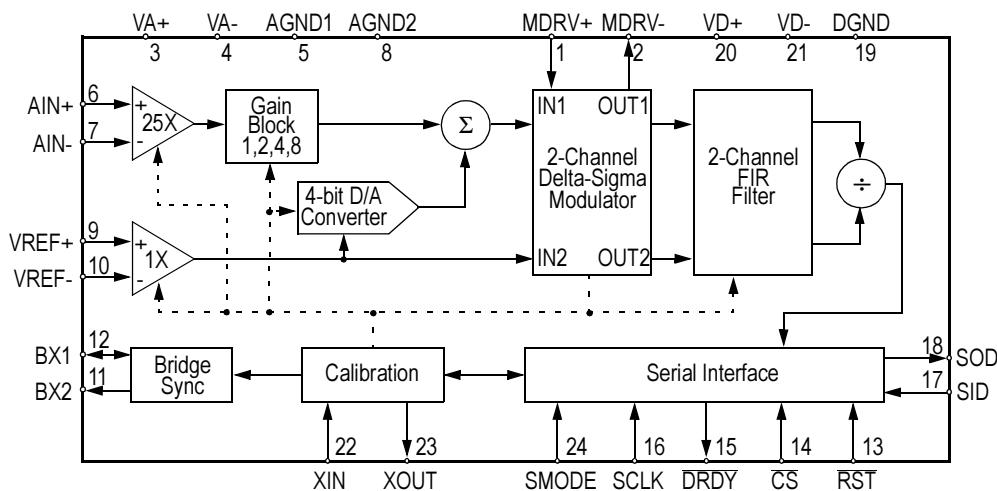 VA+ VA- AGND1 AGND2 MDRV+ MDRV- VD+ VD- DGND
3 4 5 8 1 2 20 21 19
AIN+ 6
AIN- 7
+
25X
-
Gain
Block
1,2,4,8
Σ
IN1 OUT1
2-Channel
Delta-Sigma
Modulator
IN2 OUT2
2-Channel
FIR
Filter
÷
4-bit D/A
Converter
VREF+ 9
VREF- 10
+
1X
-
BX1 12
BX2 11
Bridge
Sync
Calibration
Serial Interface
18 SOD
17 SID
22 23 24 16 15 14 13
XIN XOUT SMODE SCLK D̅R̅D̅Y̅ C̅S̅ R̅S̅T̅